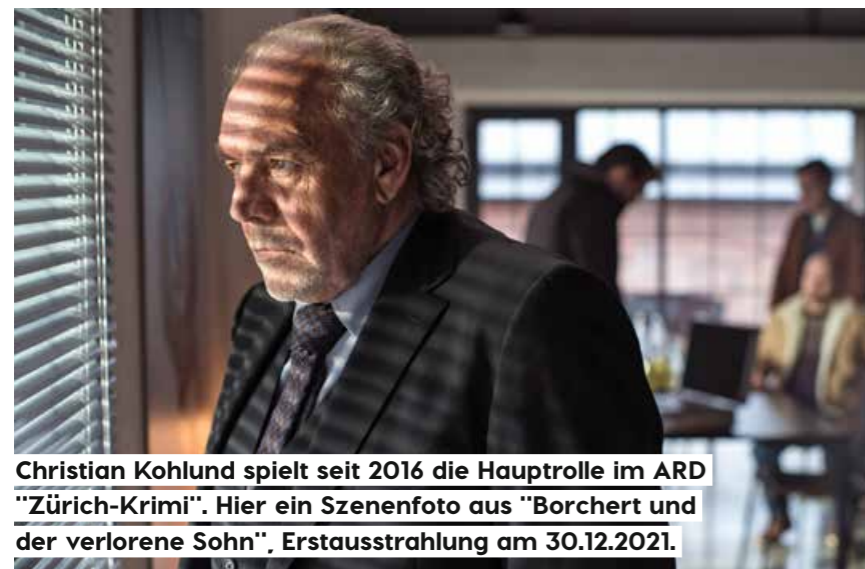 Christian Kohlund spielt seit 2016 die Hauptrolle im ARD
"Zürich-Krimi". Hier ein Szenenfoto aus "Borchert und
der verlorene Sohn", Erstausstrahlung am 30.12.2021.